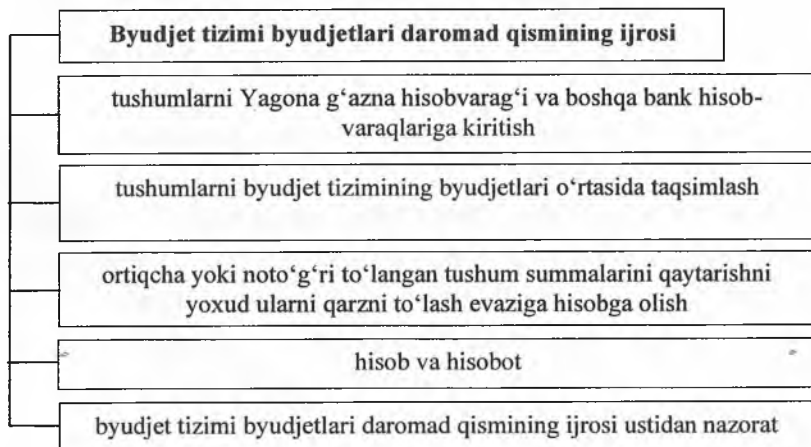 Byudjet tizimi byudjetlari daromad qismining ijrosi
tushumlarni Yagona g‘azna hisobvarag‘i va boshqa bank hisob-
varaqlariga kiritish
tushumlarni byudjet tizimining byudjetlari o‘rtasida taqsimlash
ortiqcha yoki noto‘g‘ri to‘langan tushum summalarini qaytarishni
yoxud ularni qarzni to‘lash evaziga hisobga olish
hisob va hisobot
byudjet tizimi byudjetlari daromad qismining ijrosi ustidan nazorat